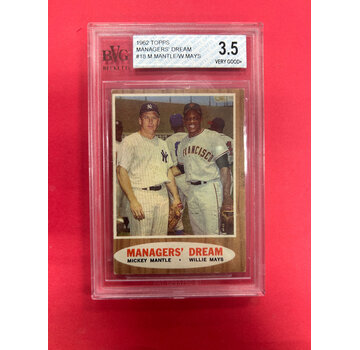 BVG
BECKETT
1962 TOPPS
MANAGERS' DREAM
#18 M MANTLE/W MAYS
3.5
VERY GOOD+
FRANCISCO
MANAGERS' DREAM
MICKEY MANTLE • WILLIE MAYS